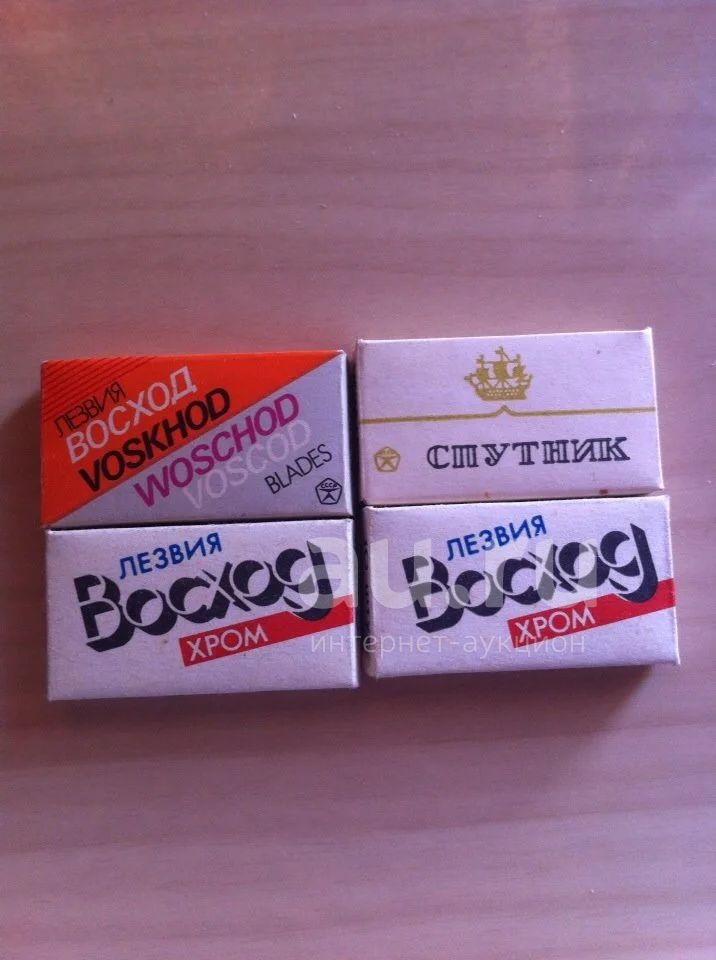 ЛЕЗВИЯ
ВОСХОД
VOSKHOD
WOSCHOD
VOSCOD
BLADES
СССР
СПУТНИК
ЛЕЗВИЯ
Восход
ХРОМ
ЛЕЗВИЯ
Восход
ХРОМ
au.ru
интернет-аукцион